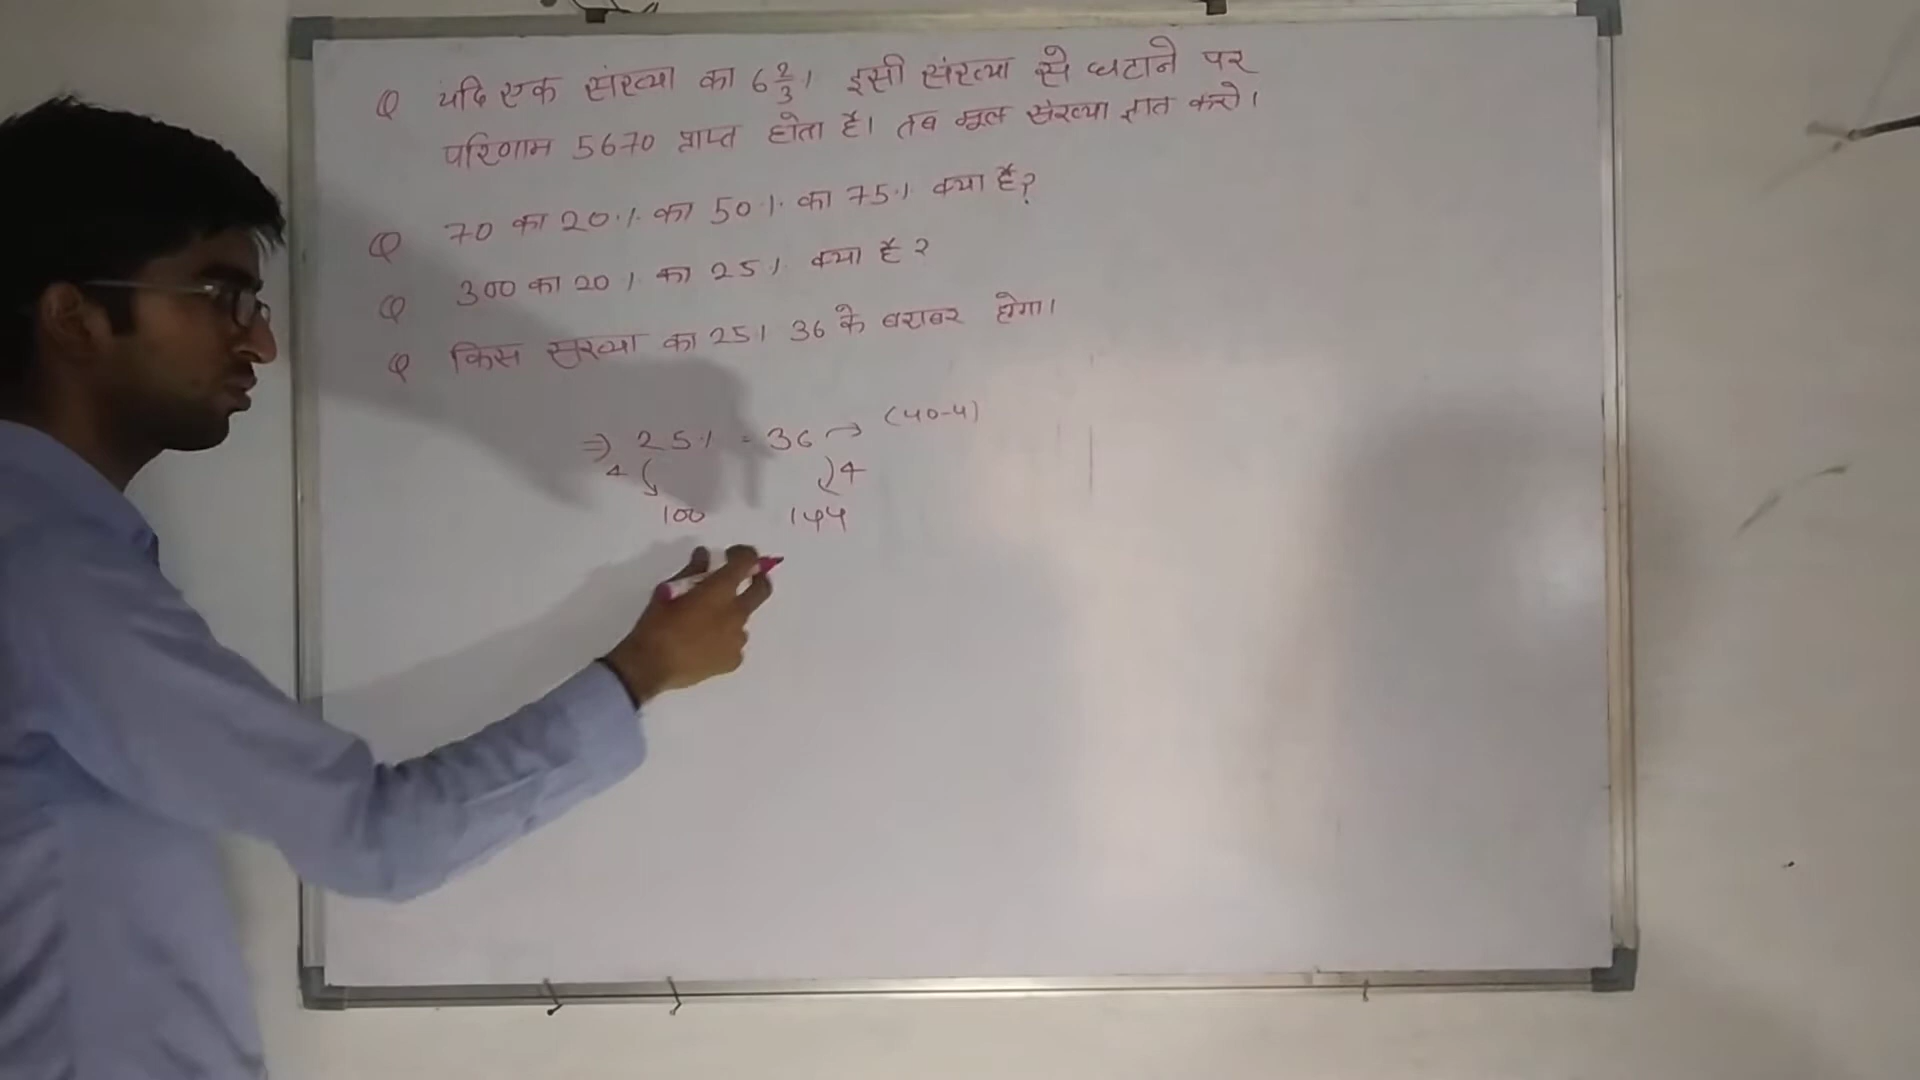 Q यदि एक संख्या का 6 2/3 % इसी संख्या से घटाने पर
परिणाम 5670 प्राप्त होता है। तब मूल संख्या ज्ञात करो।
Q 70 का 20% का 50% का 75% क्या है?
Q 300 का 20% का 25% क्या है?
Q किस संख्या का 25% 36 के बराबर होगा।
⇒ 25% = 36 → (40-4)
4 4
100 144